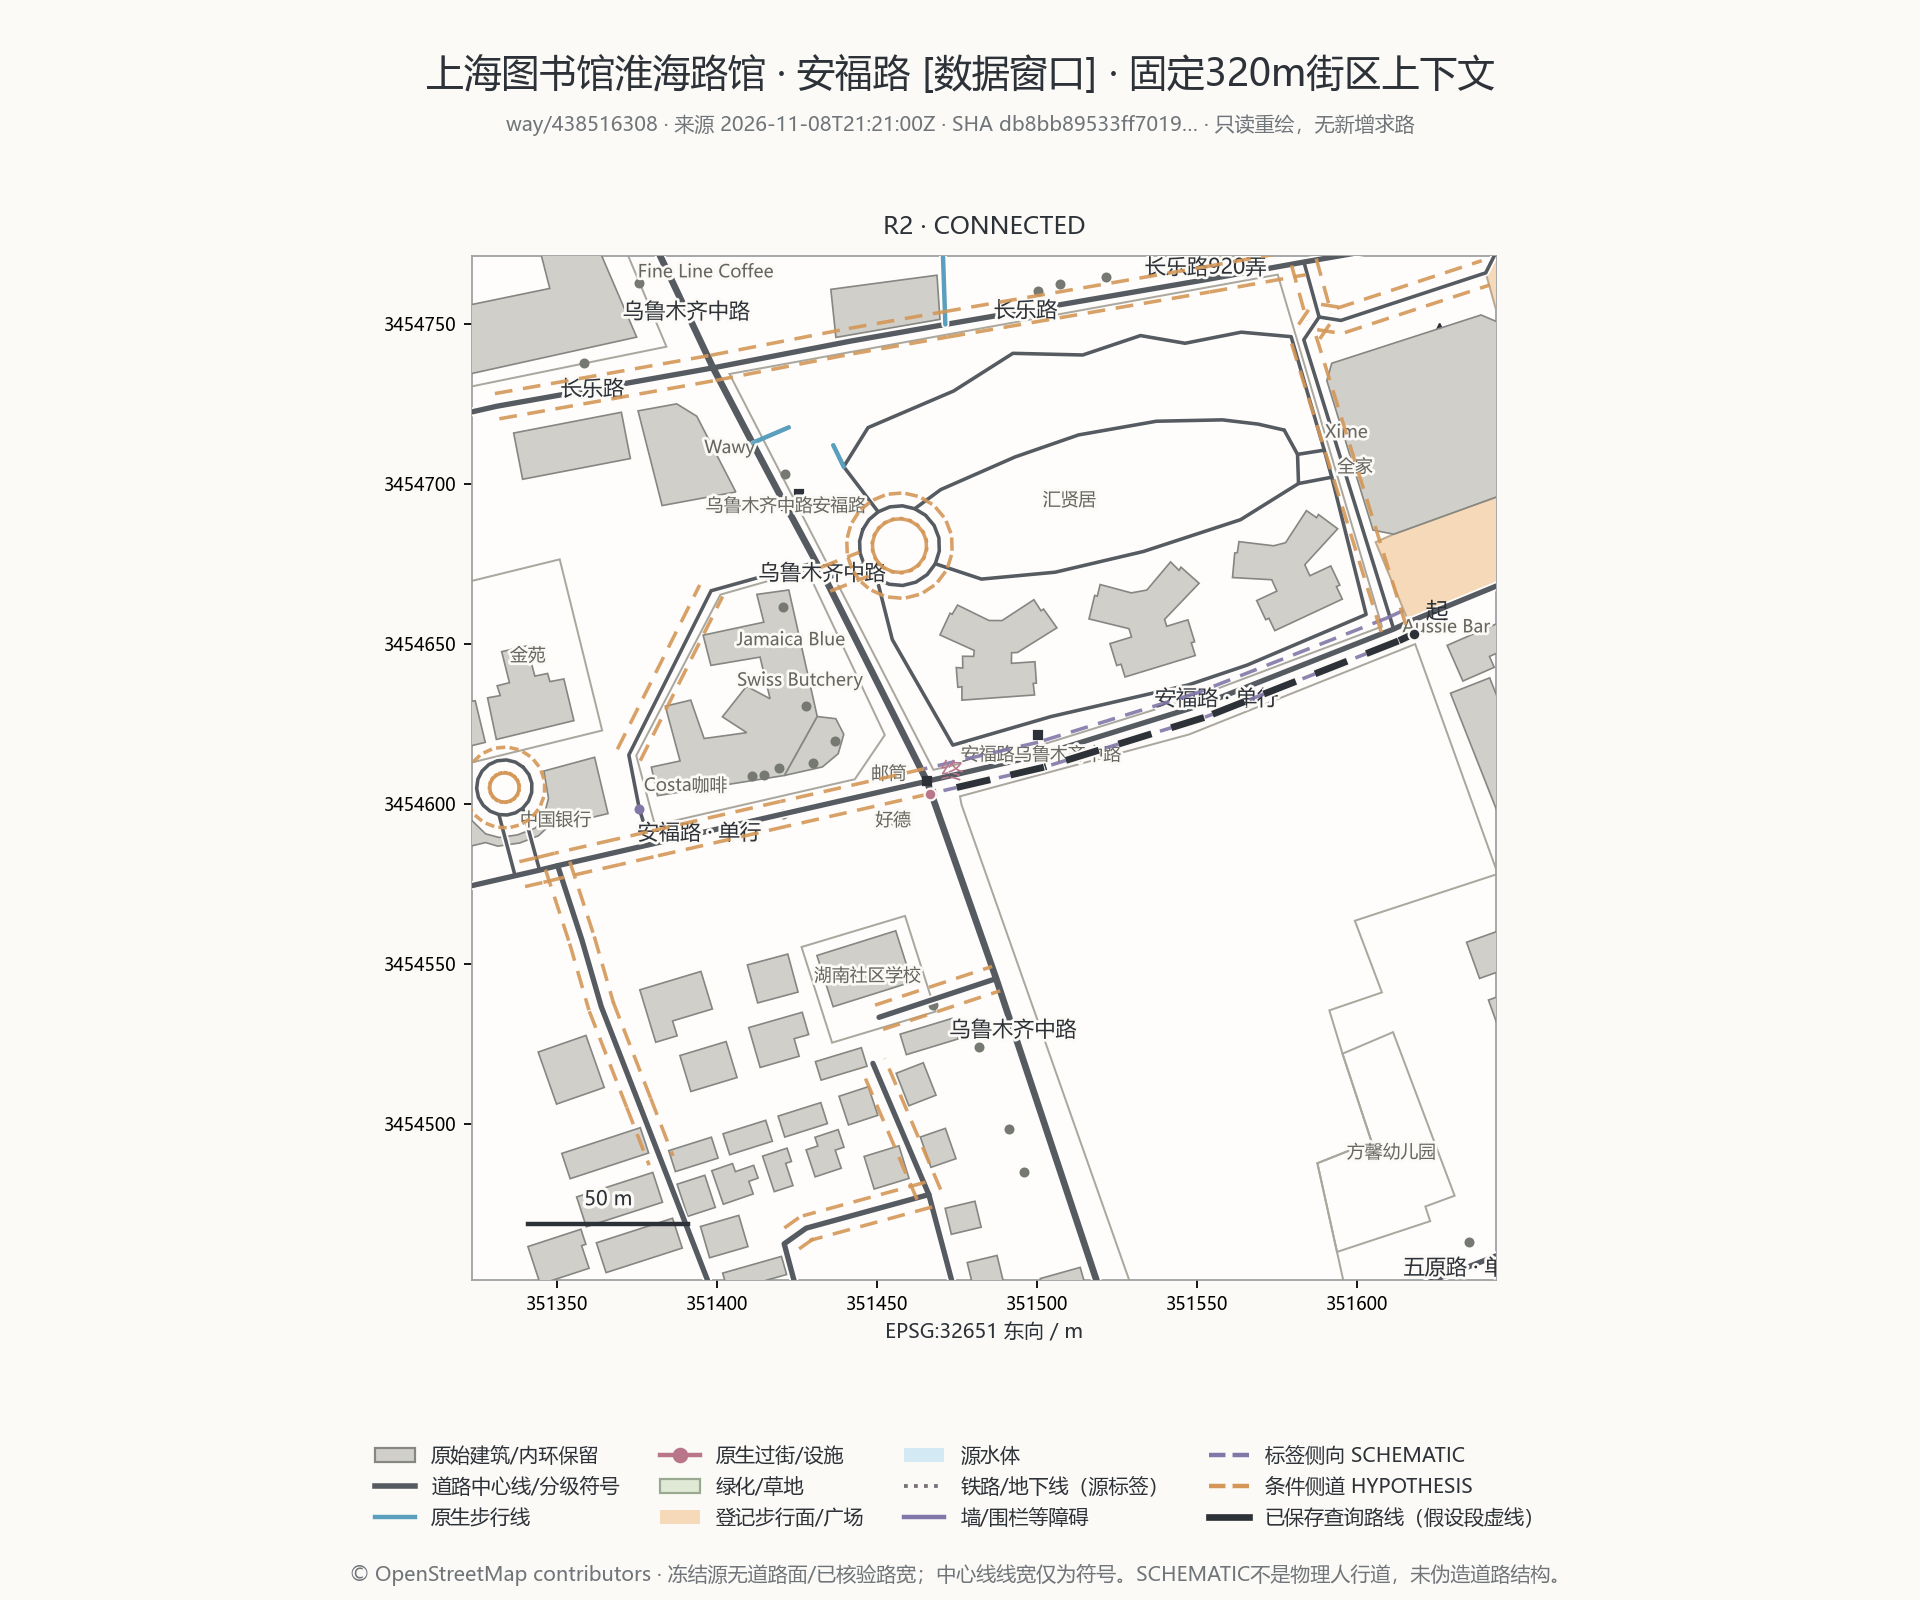 上海图书馆淮海路馆 · 安福路 [数据窗口] · 固定320m街区上下文
way/438516308 · 来源 2026-11-08T21:21:00Z · SHA db8bb89533ff7019... · 只读重绘，无新增求路
R2 · CONNECTED
Fine Line Coffee
长乐路920弄
乌鲁木齐中路
长乐路
3454750
长乐路
Xime
Wawy
全家
3454700
汇贤居
乌鲁木齐中路安福路
乌鲁木齐中路
起
Aussie Bar
Jamaica Blue
3454650
金苑
Swiss Butchery
安福路 · 单行
安福路乌鲁木齐中路
终
邮筒
Costa咖啡
3454600
中国银行
好德
安福路 · 单行
湖南社区学校
3454550
乌鲁木齐中路
方馨幼儿园
3454500
50 m
五原路 · 单
351350
351400
351450
351500
351550
351600
EPSG:32651 东向 / m
原始建筑/内环保留
原生过街/设施
源水体
标签侧向 SCHEMATIC
道路中心线/分级符号
绿化/草地
铁路/地下线（源标签）
条件侧道 HYPOTHESIS
原生步行线
登记步行面/广场
墙/围栏等障碍
已保存查询路线（假设段虚线）
© OpenStreetMap contributors · 冻结源无道路面/已核验路宽；中心线线宽仅为符号。SCHEMATIC不是物理人行道，未伪造道路结构。